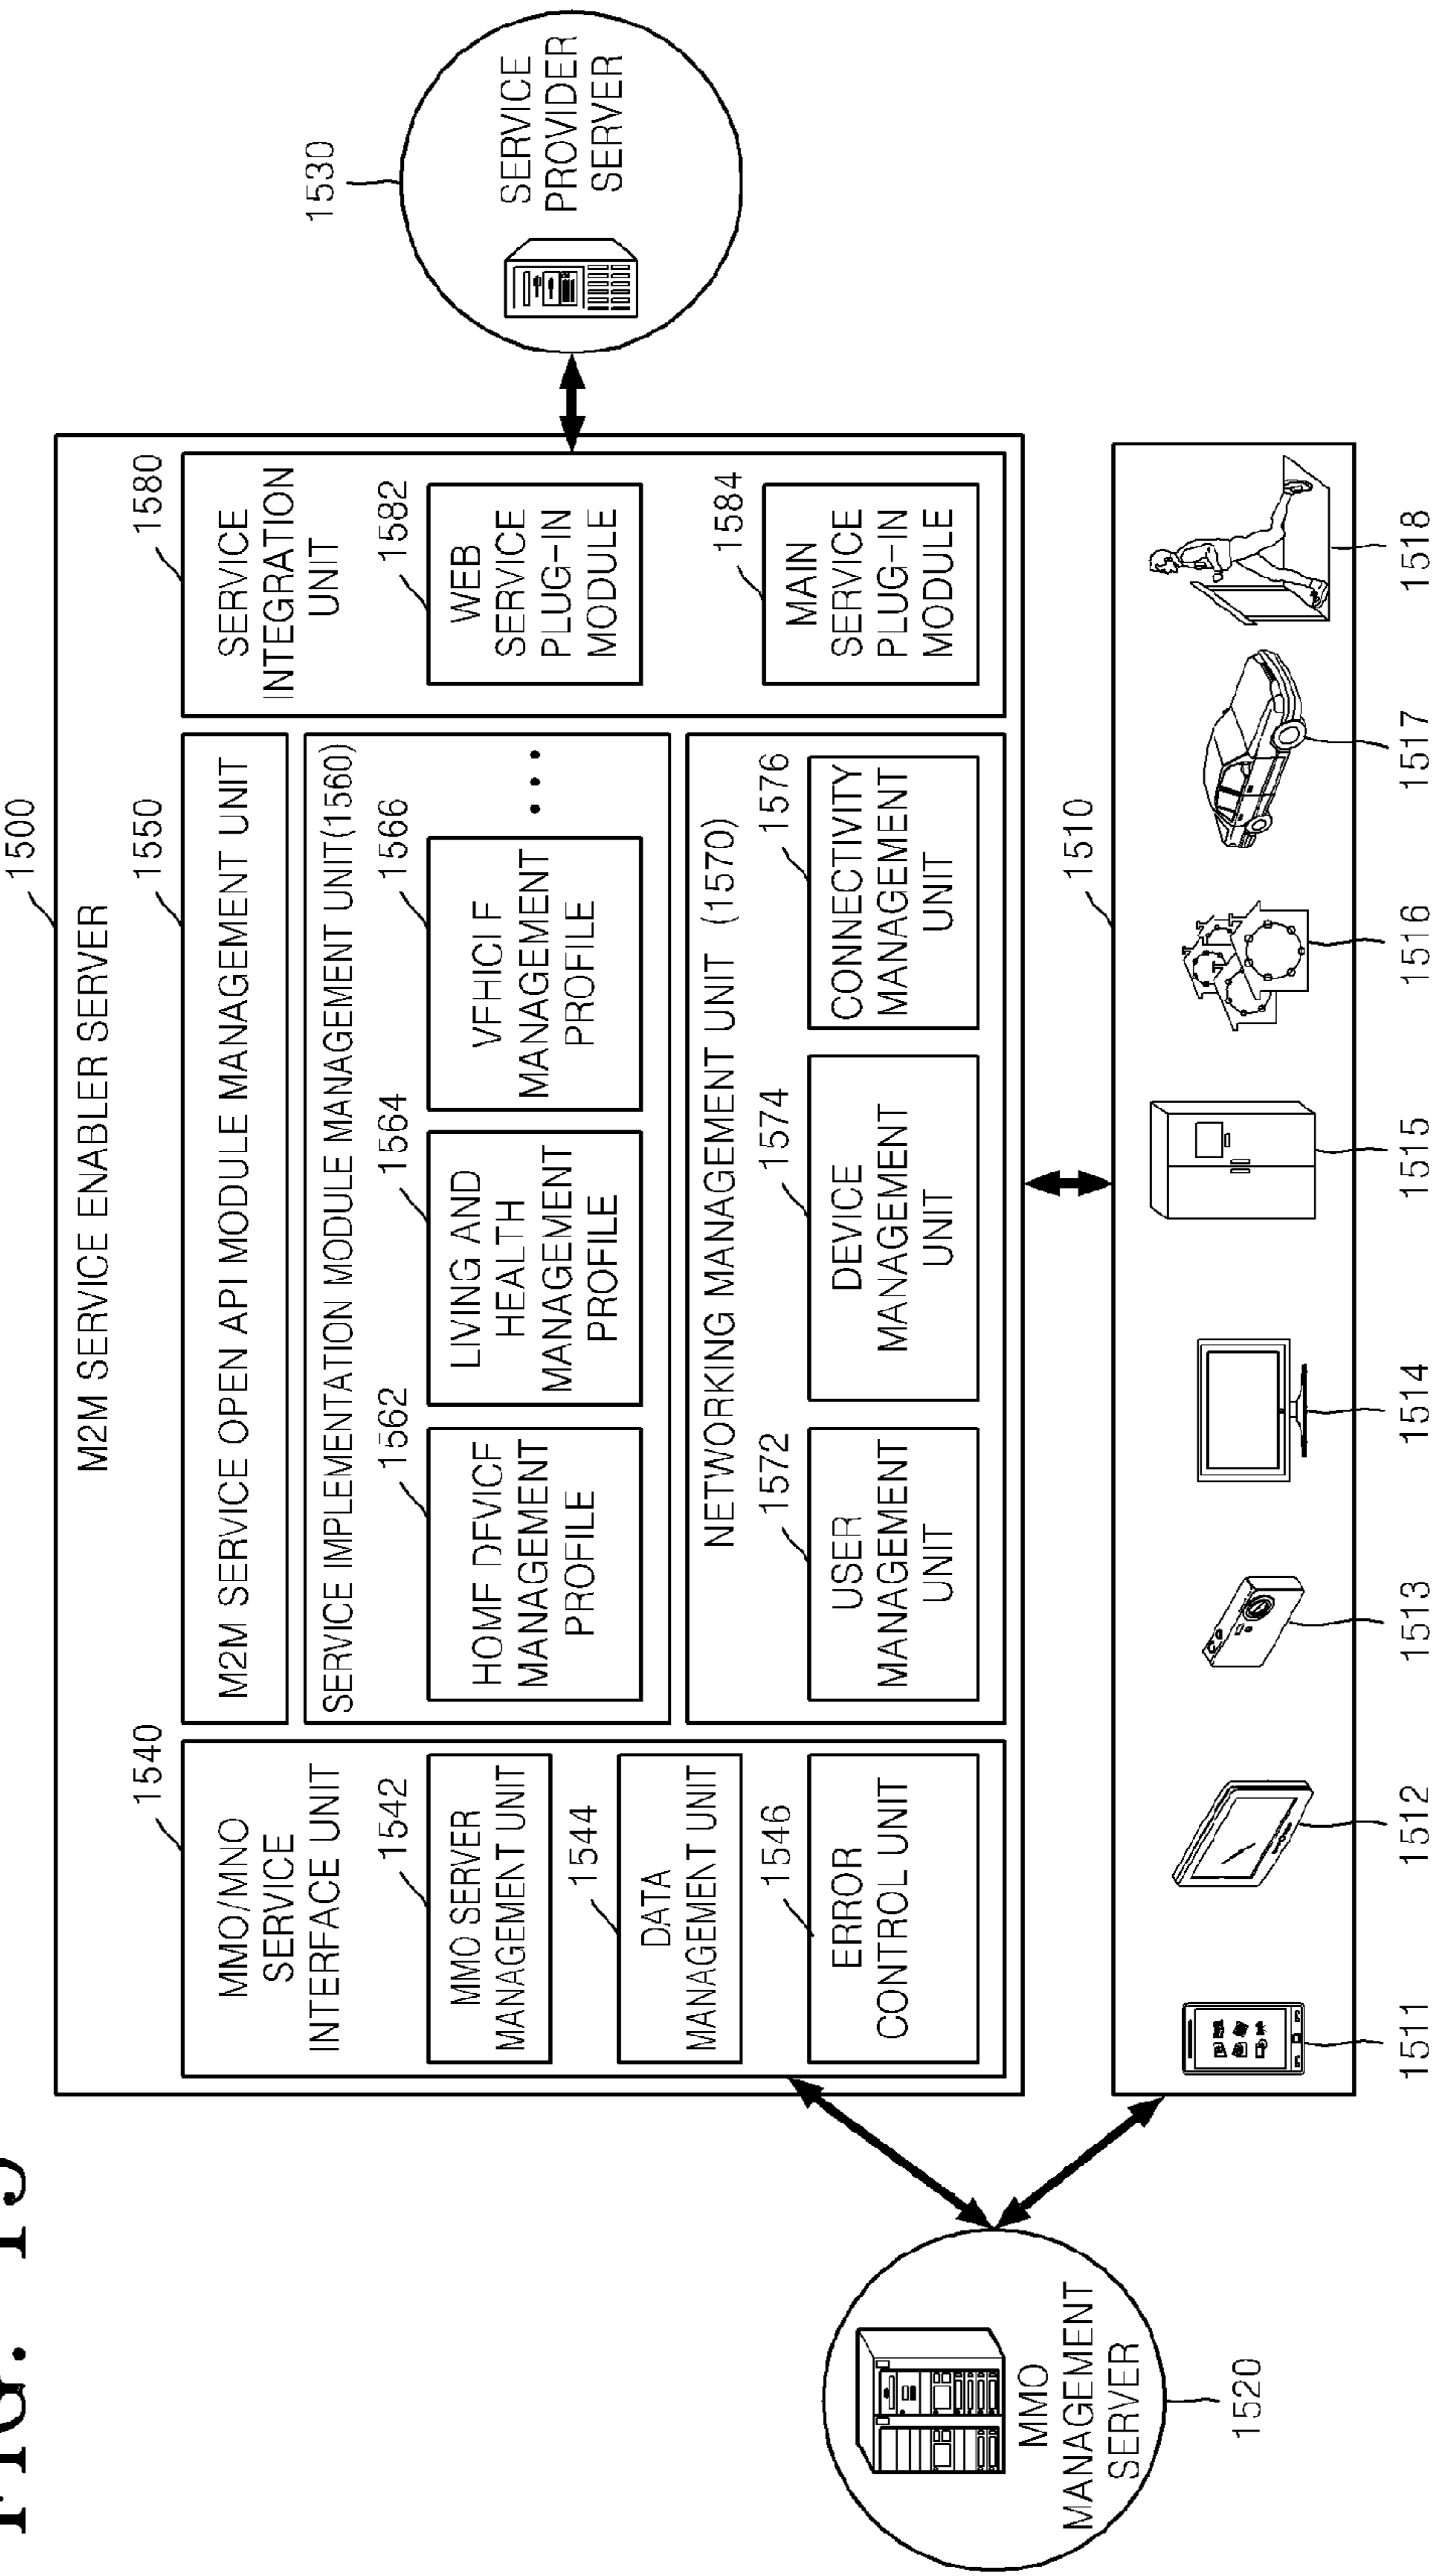 FIG. 15
1500
M2M SERVICE ENABLER SERVER
1540
MMO/MNO
SERVICE
INTERFACE UNIT
1542
MMO SERVER
MANAGEMENT UNIT
1544
DATA
MANAGEMENT UNIT
1546
ERROR
CONTROL UNIT
1550
M2M SERVICE OPEN API MODULE MANAGEMENT UNIT
SERVICE IMPLEMENTATION MODULE MANAGEMENT UNIT(1560)
1562
HOME DEVICE
MANAGEMENT
PROFILE
1564
LIVING AND
HEALTH
MANAGEMENT
PROFILE
1566
VEHICLE
MANAGEMENT
PROFILE
• • •
NETWORKING MANAGEMENT UNIT (1570)
1572
USER
MANAGEMENT
UNIT
1574
DEVICE
MANAGEMENT
UNIT
1576
CONNECTIVITY
MANAGEMENT
UNIT
1580
SERVICE
INTEGRATION
UNIT
1582
WEB
SERVICE
PLUG-IN
MODULE
1584
MAIN
SERVICE
PLUG-IN
MODULE
1530
SERVICE
PROVIDER
SERVER
MMO
MANAGEMENT
SERVER
1520
1510
1511
1512
1513
1514
1515
1516
1517
1518